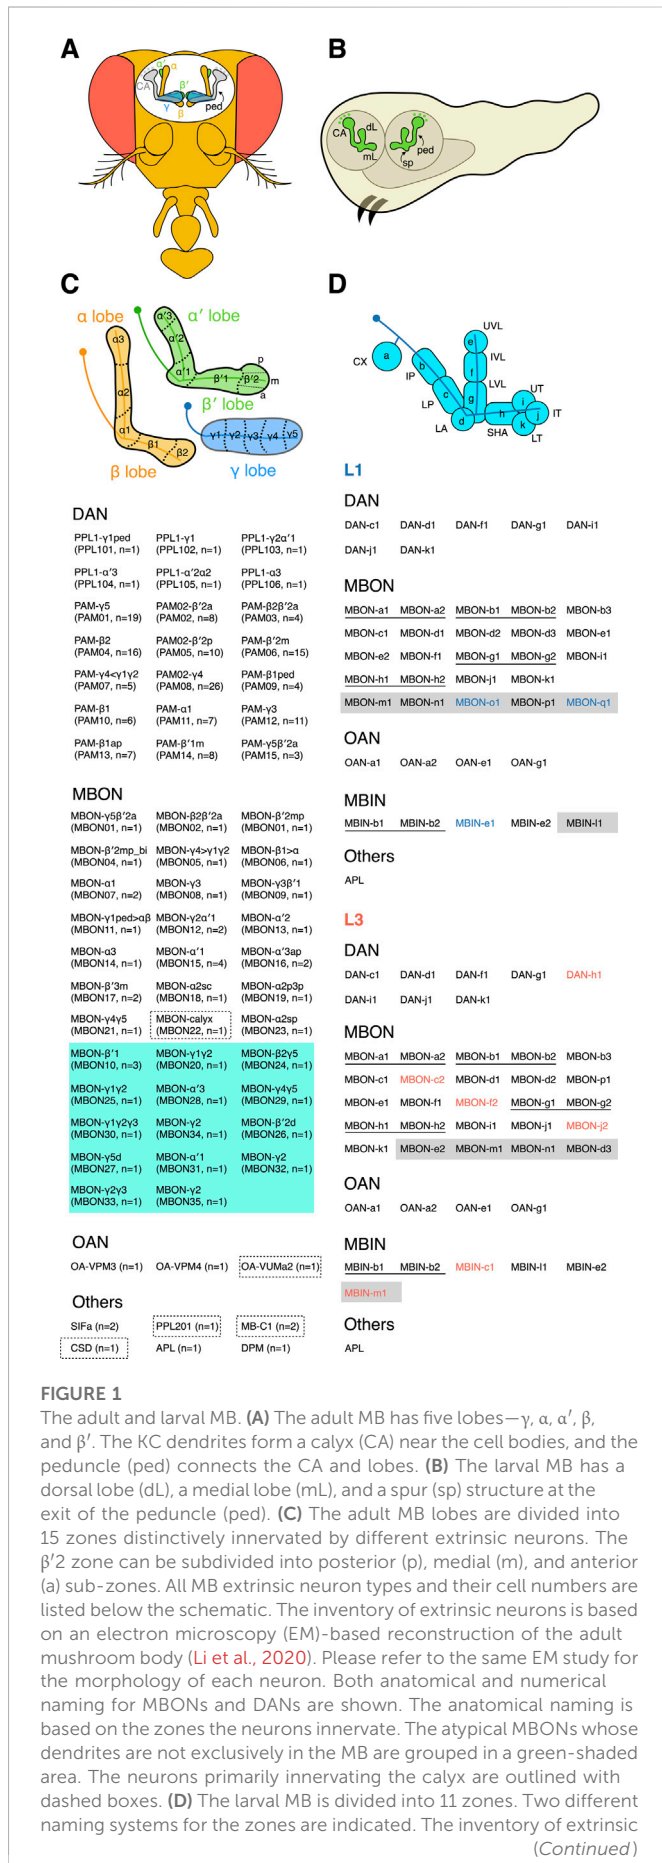 A
B
α′
α
CA
β′
γ
β
ped
CA
dL
mL
ped
sp
C
D
α lobe
α′ lobe
α3
α2
α1
β1
β2
β lobe
α′3
α′2
α′1
β′1
β′2
p
m
a
β′ lobe
γ1 γ2 γ3 γ4 γ5
γ lobe
CX
a
IP
b
c
LP
LA
d
e
f
g
UVL
IVL
LVL
h
SHA
UT
i
j
IT
k
LT
DAN
PPL1-γ1ped PPL1-γ1 PPL1-γ2α′1
(PPL101, n=1) (PPL102, n=1) (PPL103, n=1)
PPL1-α′3 PPL1-α′2α2 PPL1-α3
(PPL104, n=1) (PPL105, n=1) (PPL106, n=1)
PAM-γ5 PAM02-β′2a PAM-β2β′2a
(PAM01, n=19) (PAM02, n=8) (PAM03, n=4)
PAM-β2 PAM02-β′2p PAM-β′2m
(PAM04, n=16) (PAM05, n=10) (PAM06, n=15)
PAM-γ4<γ1γ2 PAM02-γ4 PAM-β1ped
(PAM07, n=5) (PAM08, n=26) (PAM09, n=4)
PAM-β1 PAM-α1 PAM-γ3
(PAM10, n=6) (PAM11, n=7) (PAM12, n=11)
PAM-β1ap PAM-β′1m PAM-γ5β′2a
(PAM13, n=7) (PAM14, n=8) (PAM15, n=3)
MBON
MBON-γ5β′2a MBON-β2β′2a MBON-β′2mp
(MBON01, n=1) (MBON02, n=1) (MBON01, n=1)
MBON-β′2mp_bi MBON-γ4>γ1γ2 MBON-β1>α
(MBON04, n=1) (MBON05, n=1) (MBON06, n=1)
MBON-α1 MBON-γ3 MBON-γ3β′1
(MBON07, n=2) (MBON08, n=1) (MBON09, n=1)
MBON-γ1ped>αβ MBON-γ2α′1 MBON-α′2
(MBON11, n=1) (MBON12, n=2) (MBON13, n=1)
MBON-α3 MBON-α′1 MBON-α′3ap
(MBON14, n=1) (MBON15, n=4) (MBON16, n=2)
MBON-β′3m MBON-α2sc MBON-α2p3p
(MBON17, n=2) (MBON18, n=1) (MBON19, n=1)
MBON-γ4γ5 MBON-calyx MBON-α2sp
(MBON21, n=1) (MBON22, n=1) (MBON23, n=1)
MBON-β′1 MBON-γ1γ2 MBON-β2γ5
(MBON10, n=3) (MBON20, n=1) (MBON24, n=1)
MBON-γ1γ2 MBON-α′3 MBON-γ4γ5
(MBON25, n=1) (MBON28, n=1) (MBON29, n=1)
MBON-γ1γ2γ3 MBON-γ2 MBON-β′2d
(MBON30, n=1) (MBON34, n=1) (MBON26, n=1)
MBON-γ5d MBON-α′1 MBON-γ2
(MBON27, n=1) (MBON31, n=1) (MBON32, n=1)
MBON-γ2γ3 MBON-γ2
(MBON33, n=1) (MBON35, n=1)
OAN
OA-VPM3 (n=1) OA-VPM4 (n=1) OA-VUMa2 (n=1)
Others
SIFa (n=2) PPL201 (n=1) MB-C1 (n=2)
CSD (n=1) APL (n=1) DPM (n=1)
L1
DAN
DAN-c1 DAN-d1 DAN-f1 DAN-g1 DAN-i1
DAN-j1 DAN-k1
MBON
MBON-a1 MBON-a2 MBON-b1 MBON-b2 MBON-b3
MBON-c1 MBON-d1 MBON-d2 MBON-d3 MBON-e1
MBON-e2 MBON-f1 MBON-g1 MBON-g2 MBON-i1
MBON-h1 MBON-h2 MBON-j1 MBON-k1
MBON-m1 MBON-n1 MBON-o1 MBON-p1 MBON-q1
OAN
OAN-a1 OAN-a2 OAN-e1 OAN-g1
MBIN
MBIN-b1 MBIN-b2 MBIN-e1 MBIN-e2 MBIN-l1
Others
APL
L3
DAN
DAN-c1 DAN-d1 DAN-f1 DAN-g1 DAN-h1
DAN-i1 DAN-j1 DAN-k1
MBON
MBON-a1 MBON-a2 MBON-b1 MBON-b2 MBON-b3
MBON-c1 MBON-c2 MBON-d1 MBON-d2 MBON-p1
MBON-e1 MBON-f1 MBON-f2 MBON-g1 MBON-g2
MBON-h1 MBON-h2 MBON-i1 MBON-j1 MBON-j2
MBON-k1 MBON-e2 MBON-m1 MBON-n1 MBON-d3
OAN
OAN-a1 OAN-a2 OAN-e1 OAN-g1
MBIN
MBIN-b1 MBIN-b2 MBIN-c1 MBIN-l1 MBIN-e2
MBIN-m1
Others
APL
FIGURE 1
The adult and larval MB. (A) The adult MB has five lobes—γ, α, α′, β,
and β′. The KC dendrites form a calyx (CA) near the cell bodies, and the
peduncle (ped) connects the CA and lobes. (B) The larval MB has a
dorsal lobe (dL), a medial lobe (mL), and a spur (sp) structure at the
exit of the peduncle (ped). (C) The adult MB lobes are divided into
15 zones distinctively innervated by different extrinsic neurons. The
β′2 zone can be subdivided into posterior (p), medial (m), and anterior
(a) sub-zones. All MB extrinsic neuron types and their cell numbers are
listed below the schematic. The inventory of extrinsic neurons is based
on an electron microscopy (EM)-based reconstruction of the adult
mushroom body (Li et al., 2020). Please refer to the same EM study for
the morphology of each neuron. Both anatomical and numerical
naming for MBONs and DANs are shown. The anatomical naming is
based on the zones the neurons innervate. The atypical MBONs whose
dendrites are not exclusively in the MB are grouped in a green-shaded
area. The neurons primarily innervating the calyx are outlined with
dashed boxes. (D) The larval MB is divided into 11 zones. Two different
naming systems for the zones are indicated. The inventory of extrinsic
(Continued)